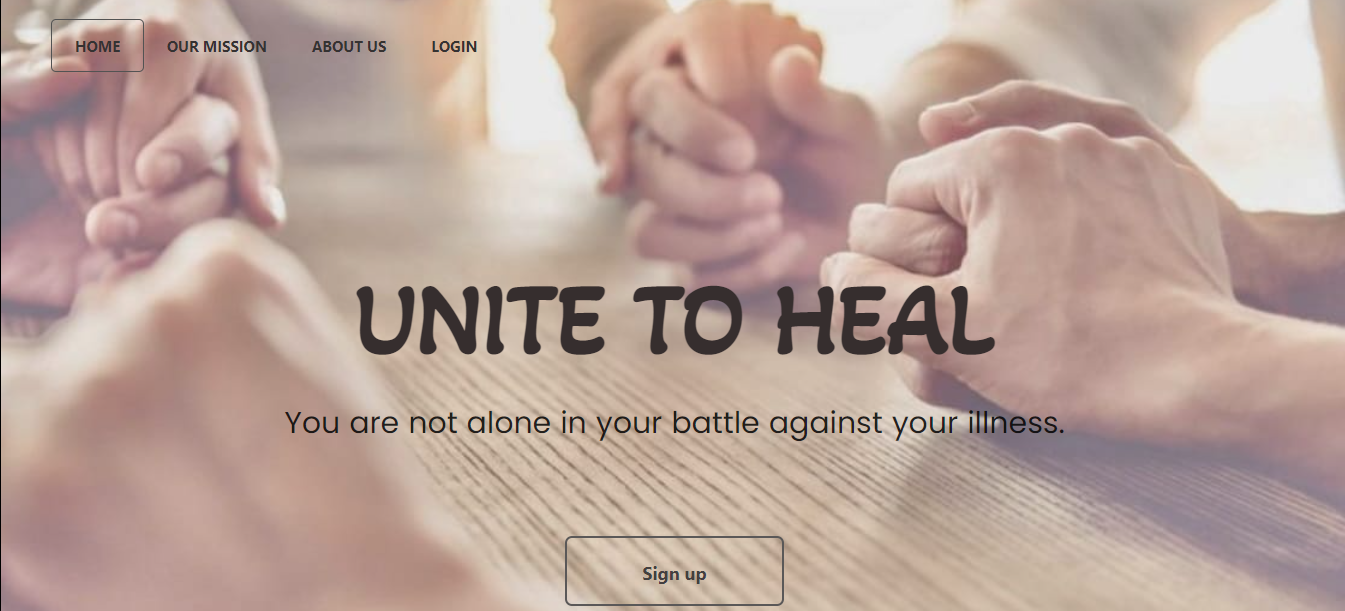 HOME OUR MISSION ABOUT US LOGIN
UNITE TO HEAL
You are not alone in your battle against your illness.
Sign up